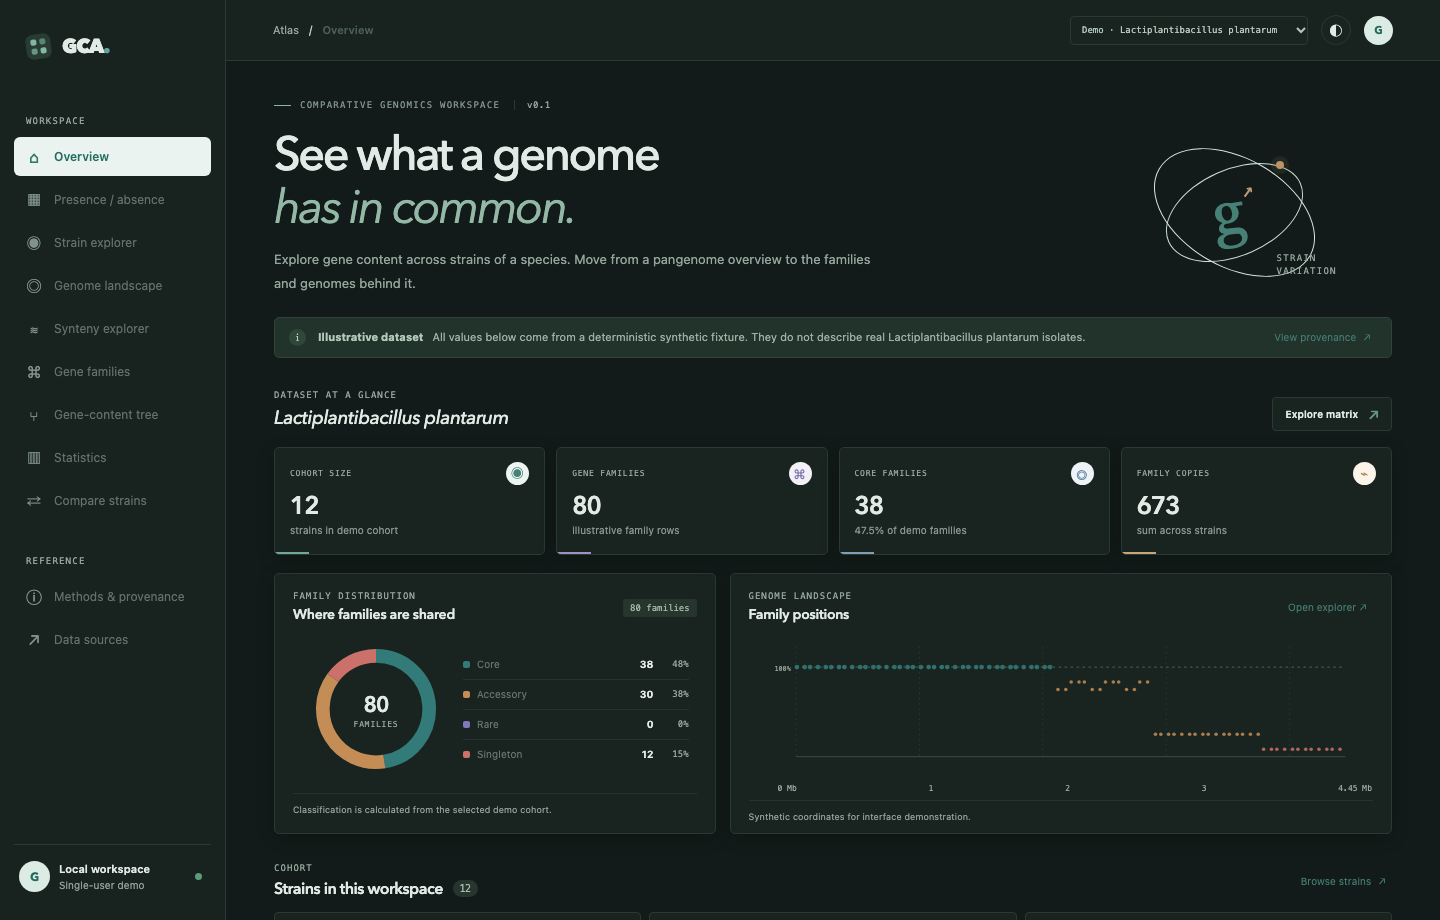 GCA.
WORKSPACE
Overview
Presence / absence
Strain explorer
Genome landscape
Synteny explorer
Gene families
Gene-content tree
Statistics
Compare strains
REFERENCE
Methods & provenance
Data sources
G
Local workspace
Single-user demo
Atlas / Overview
Demo · Lactiplantibacillus plantarum
G
COMPARATIVE GENOMICS WORKSPACE v0.1
See what a genome
has in common.
Explore gene content across strains of a species. Move from a pangenome overview to the families
and genomes behind it.
g
STRAIN
VARIATION
i Illustrative dataset All values below come from a deterministic synthetic fixture. They do not describe real Lactiplantibacillus plantarum isolates. View provenance ↗
DATASET AT A GLANCE
Lactiplantibacillus plantarum
Explore matrix ↗
COHORT SIZE
12
strains in demo cohort
GENE FAMILIES
80
illustrative family rows
CORE FAMILIES
38
47.5% of demo families
FAMILY COPIES
673
sum across strains
FAMILY DISTRIBUTION
Where families are shared
80 families
80
FAMILIES
Core 38 48%
Accessory 30 38%
Rare 0 0%
Singleton 12 15%
Classification is calculated from the selected demo cohort.
GENOME LANDSCAPE
Family positions
Open explorer ↗
100%
0 Mb 1 2 3 4.45 Mb
Synthetic coordinates for interface demonstration.
COHORT
Strains in this workspace 12
Browse strains ↗